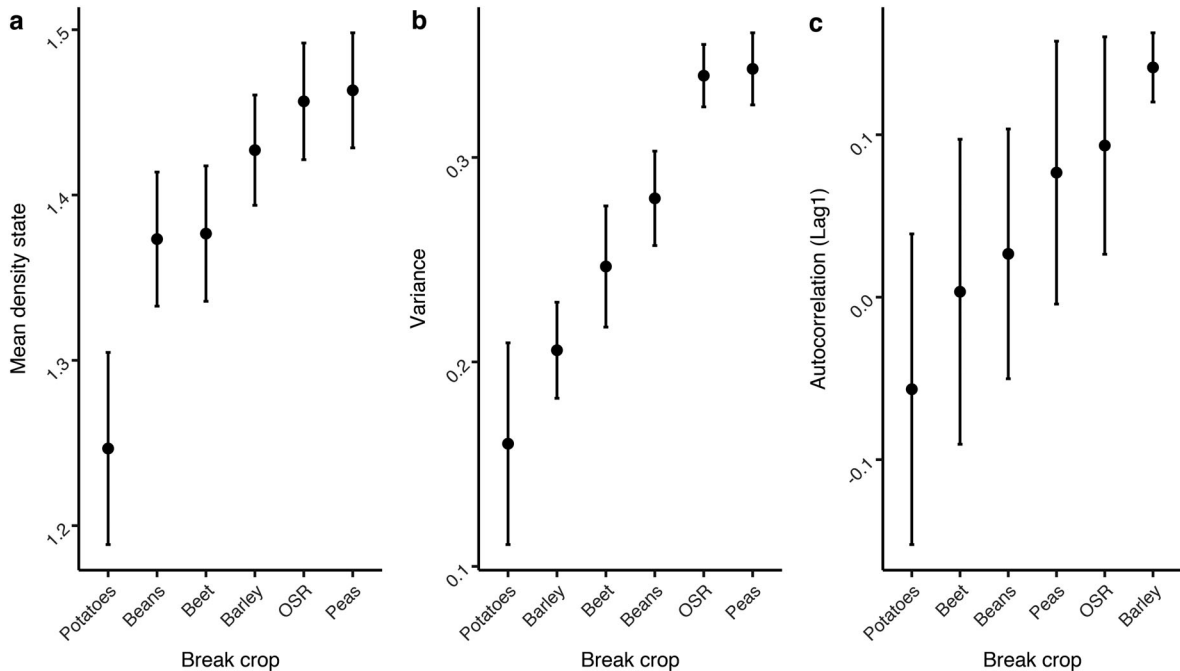 a
Mean density state
1.5
1.4
1.3
1.2
Potatoes
Beans
Beet
Barley
OSR
Peas
Break crop
b
Variance
0.3
0.2
0.1
Potatoes
Barley
Beet
Beans
OSR
Peas
Break crop
c
Autocorrelation (Lag1)
0.1
0.0
-0.1
Potatoes
Beet
Beans
Peas
OSR
Barley
Break crop